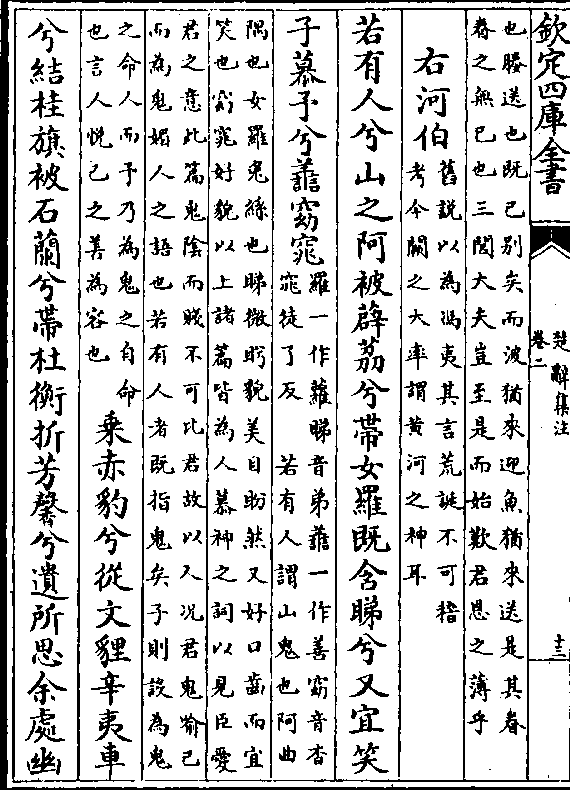 欽定四庫全書
楚辭集注
卷二
十三
也媵送也既已別矣而波猶來迎魚猶來送是其眷
眷之無已也三閭大夫豈至是而始歎君恩之薄乎
右河伯
舊說以為馮夷其言荒誕不可稽
考今闕之大率謂黃河之神耳
若有人兮山之阿被薜荔兮帶女羅既含睇兮又宜笑
子慕予兮譱窈窕
羅一作蘿睇音弟譱一作善窈音杳
窕徒了反 若有人謂山鬼也阿曲
隅也女羅兔絲也睇微眄貌美目盼然又好口齒而宜
笑也窈窕好貌以上諸篇皆為人慕神之詞以見臣愛
君之意此篇鬼陰而賤不可比君故以人況君鬼喻己
而為鬼媚人之語也若有人者既指鬼矣子則設為鬼
之命人而予乃為鬼之自命
也言人悅己之善為容也
乘赤豹兮從文貍辛夷車
兮結桂旗被石蘭兮帶杜衡折芳馨兮遺所思余處幽